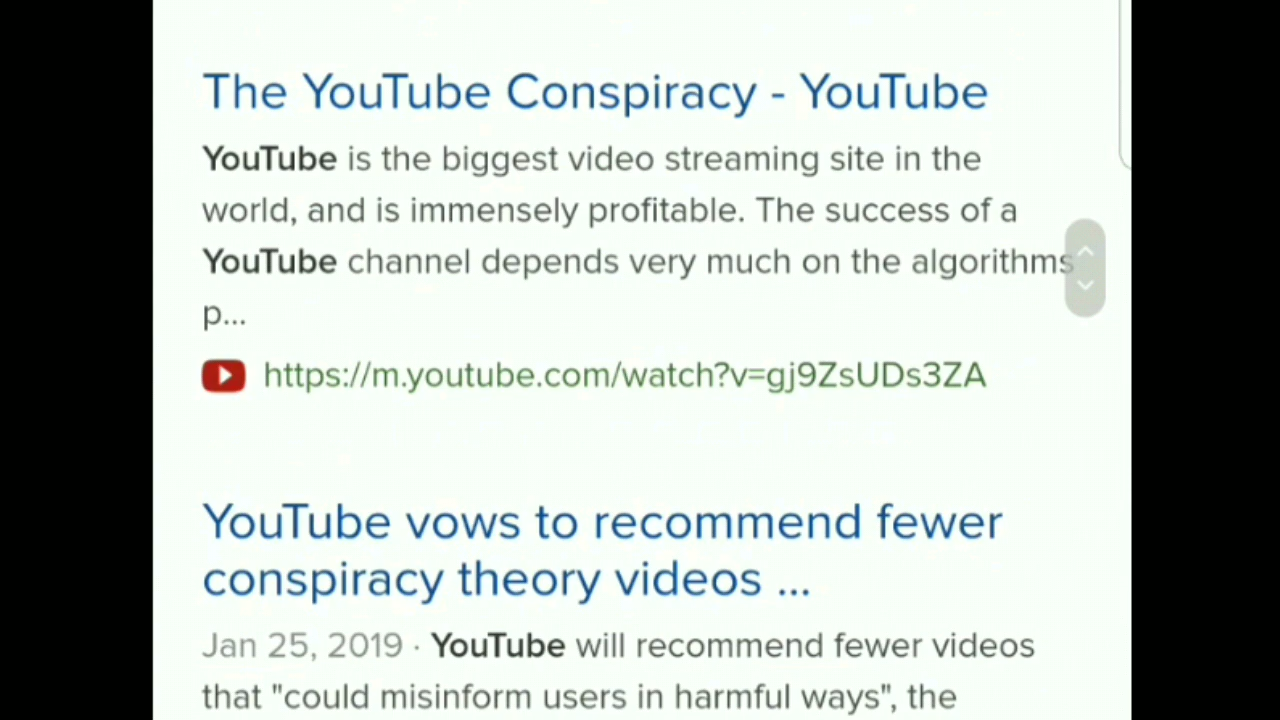 The YouTube Conspiracy - YouTube
YouTube is the biggest video streaming site in the
world, and is immensely profitable. The success of a
YouTube channel depends very much on the algorithms
p...
https://m.youtube.com/watch?v=gj9ZsUDs3ZA
YouTube vows to recommend fewer
conspiracy theory videos ...
Jan 25, 2019 · YouTube will recommend fewer videos
that "could misinform users in harmful ways", the